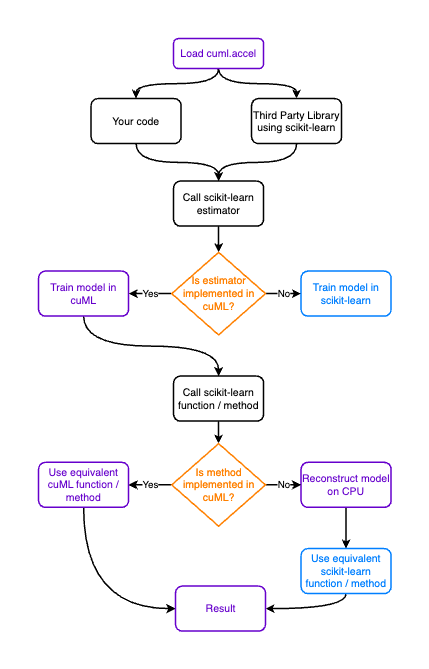 Load cuml.accel
Your code
Third Party Library
using scikit-learn
Call scikit-learn
estimator
Is estimator
implemented in
cuML?
Yes
No
Train model in
cuML
Train model in
scikit-learn
Call scikit-learn
function / method
Is method
implemented in
cuML?
Yes
No
Use equivalent
cuML function /
method
Reconstruct model
on CPU
Use equivalent
scikit-learn
function / method
Result